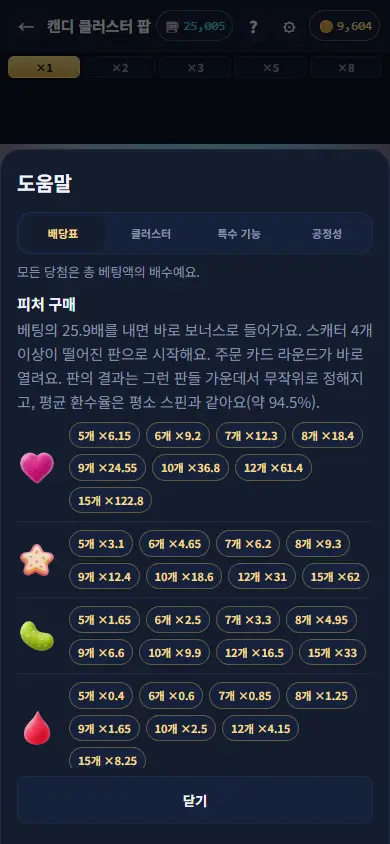 ← 캔디 클러스터 팝 25,005 ? 9,604
×1 ×2 ×3 ×5 ×8
도움말
배당표 클러스터 특수 기능 공정성
모든 당첨은 총 베팅액의 배수예요.
피처 구매
베팅의 25.9배를 내면 바로 보너스로 들어가요. 스캐터 4개
이상이 떨어진 판으로 시작해요. 주문 카드 라운드가 바로
열려요. 판의 결과는 그런 판들 가운데서 무작위로 정해지
고, 평균 환수율은 평소 스핀과 같아요(약 94.5%).
5개 ×6.15 6개 ×9.2 7개 ×12.3 8개 ×18.4
9개 ×24.55 10개 ×36.8 12개 ×61.4
15개 ×122.8
5개 ×3.1 6개 ×4.65 7개 ×6.2 8개 ×9.3
9개 ×12.4 10개 ×18.6 12개 ×31 15개 ×62
5개 ×1.65 6개 ×2.5 7개 ×3.3 8개 ×4.95
9개 ×6.6 10개 ×9.9 12개 ×16.5 15개 ×33
5개 ×0.4 6개 ×0.6 7개 ×0.85 8개 ×1.25
9개 ×1.65 10개 ×2.5 12개 ×4.15
15개 ×8.25
닫기